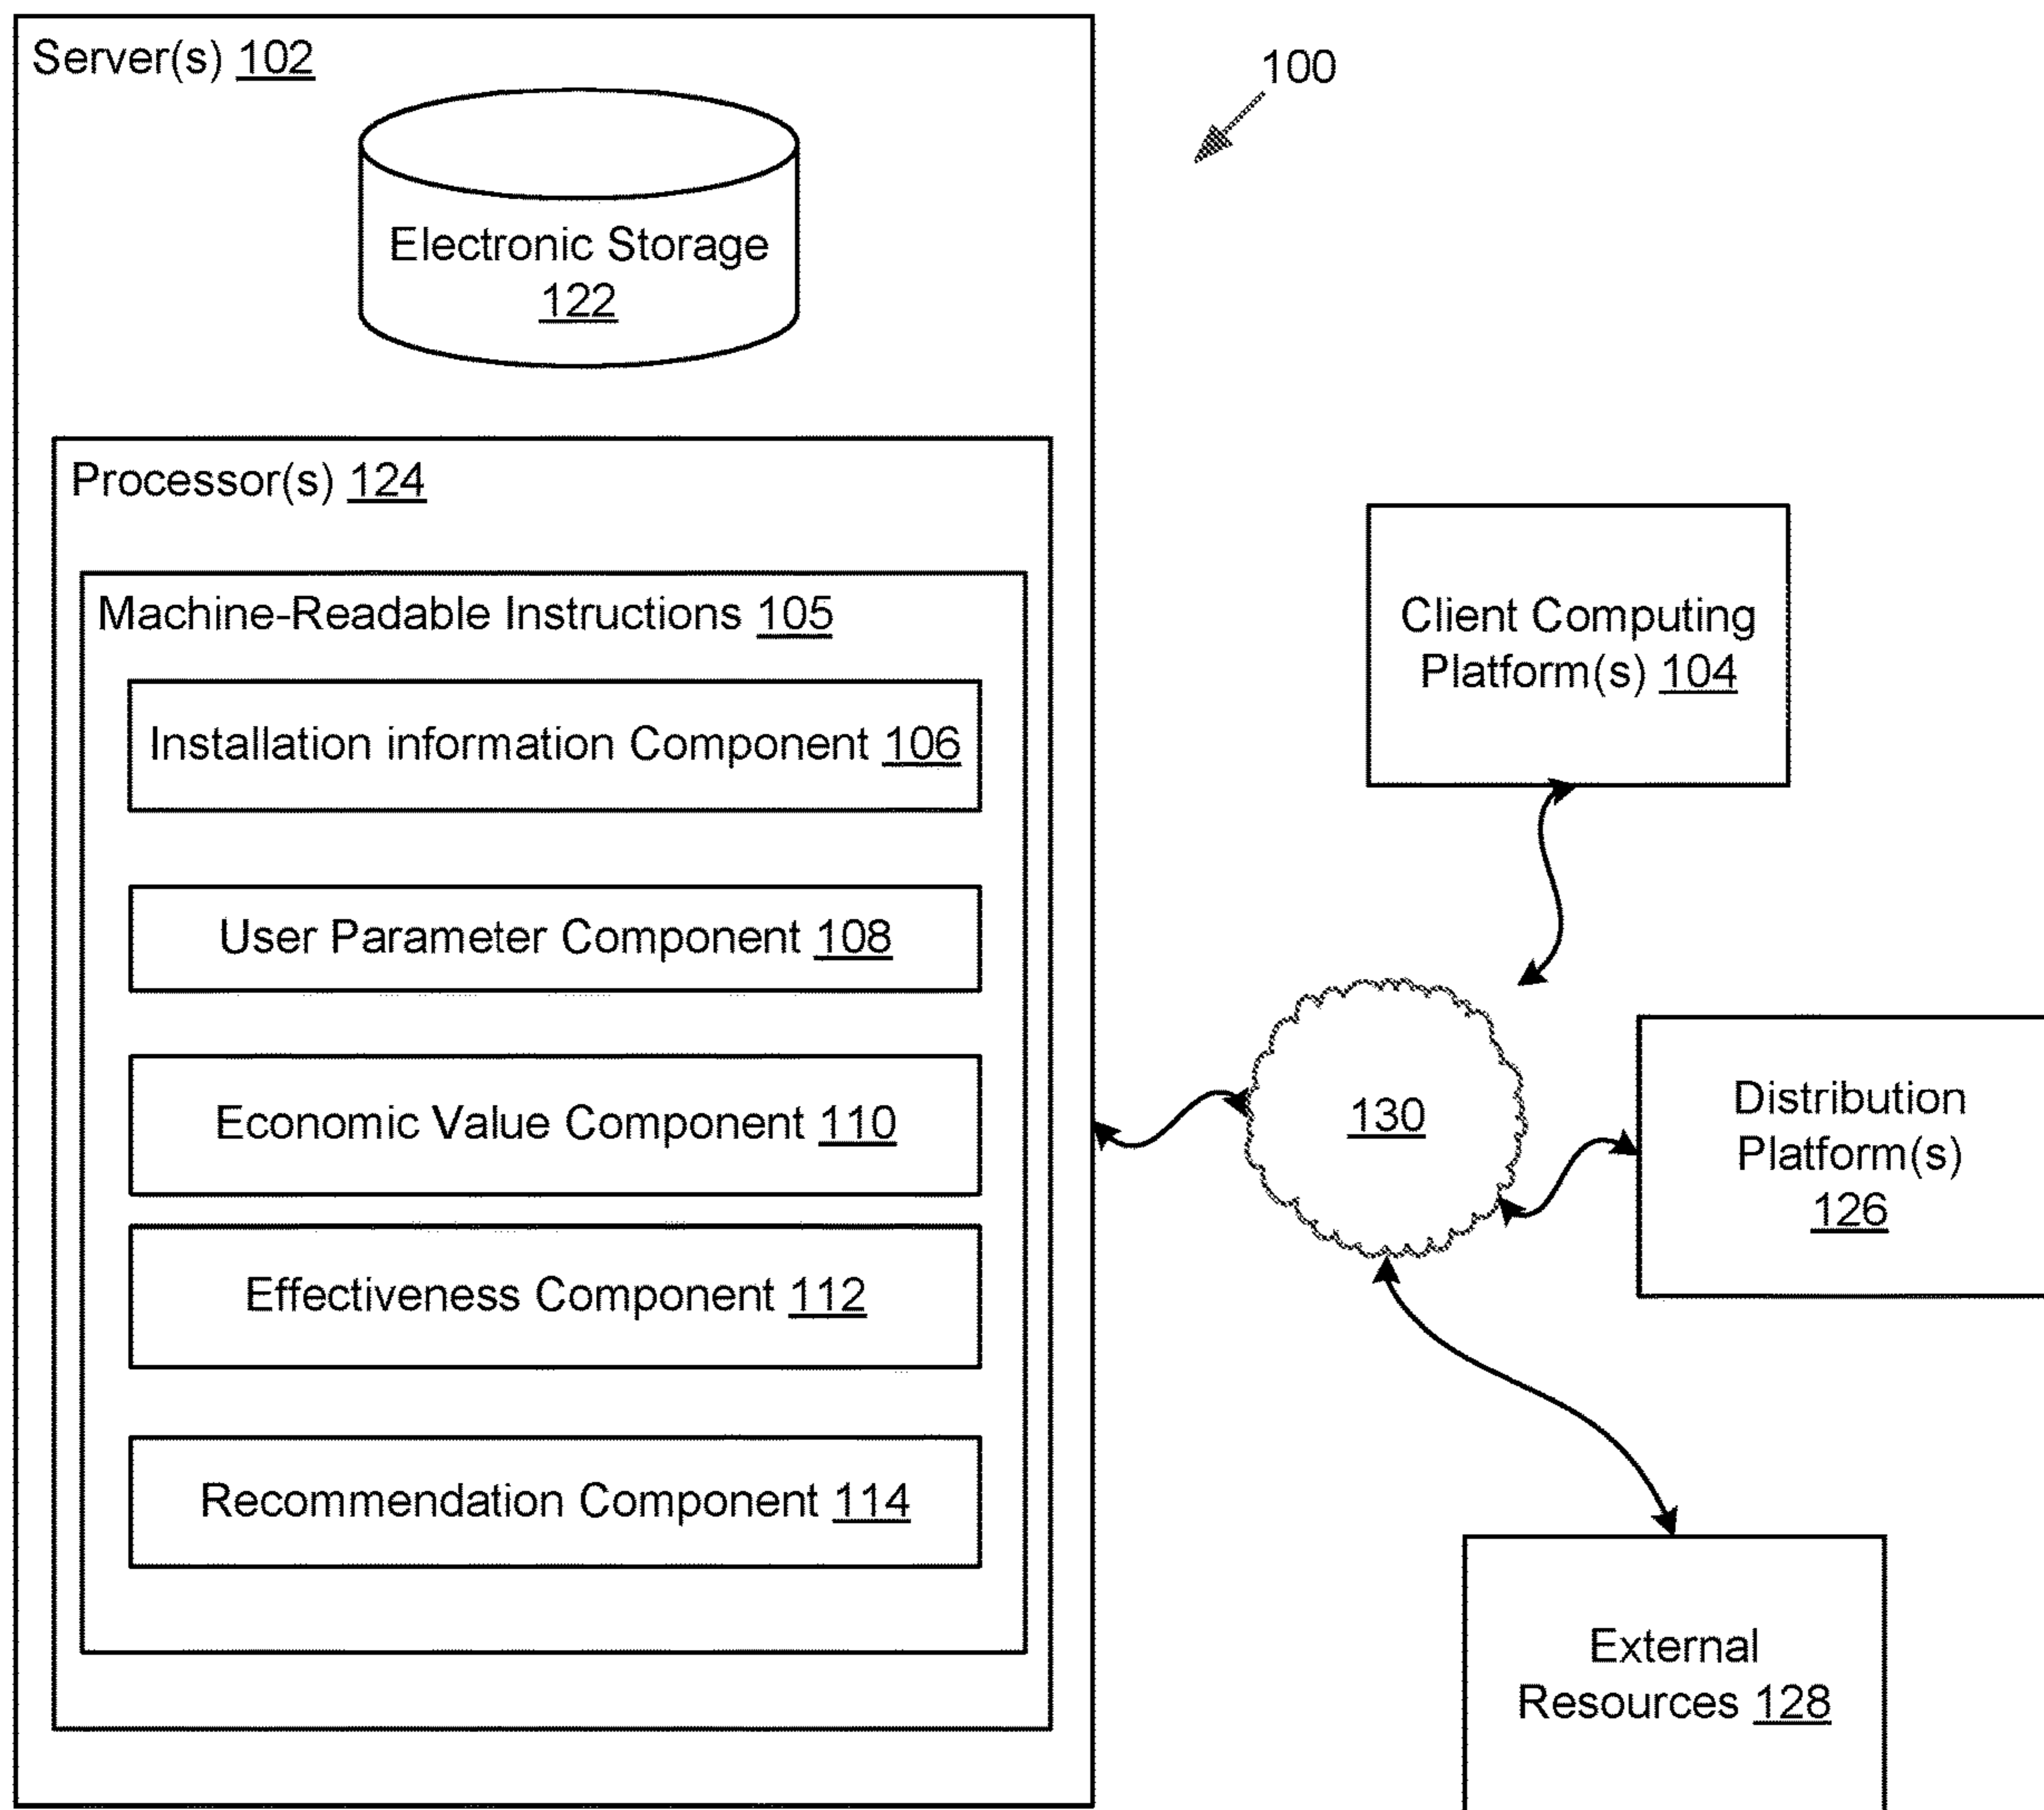 Server(s) 102
100
Electronic Storage
122
Processor(s) 124
Machine-Readable Instructions 105
Installation information Component 106
User Parameter Component 108
Economic Value Component 110
Effectiveness Component 112
Recommendation Component 114
Client Computing
Platform(s) 104
130
Distribution
Platform(s)
126
External
Resources 128